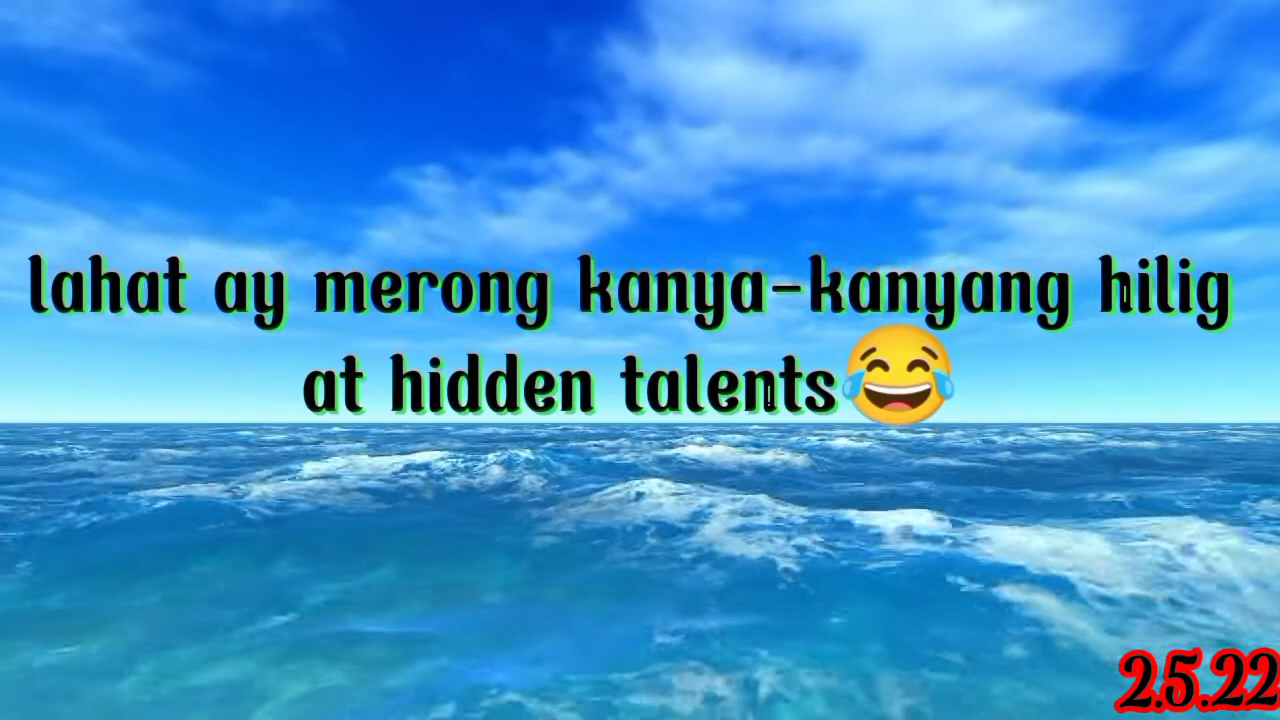 lahat ay merong kanya-kanyang hilig
at hidden talents😂
2.5.22